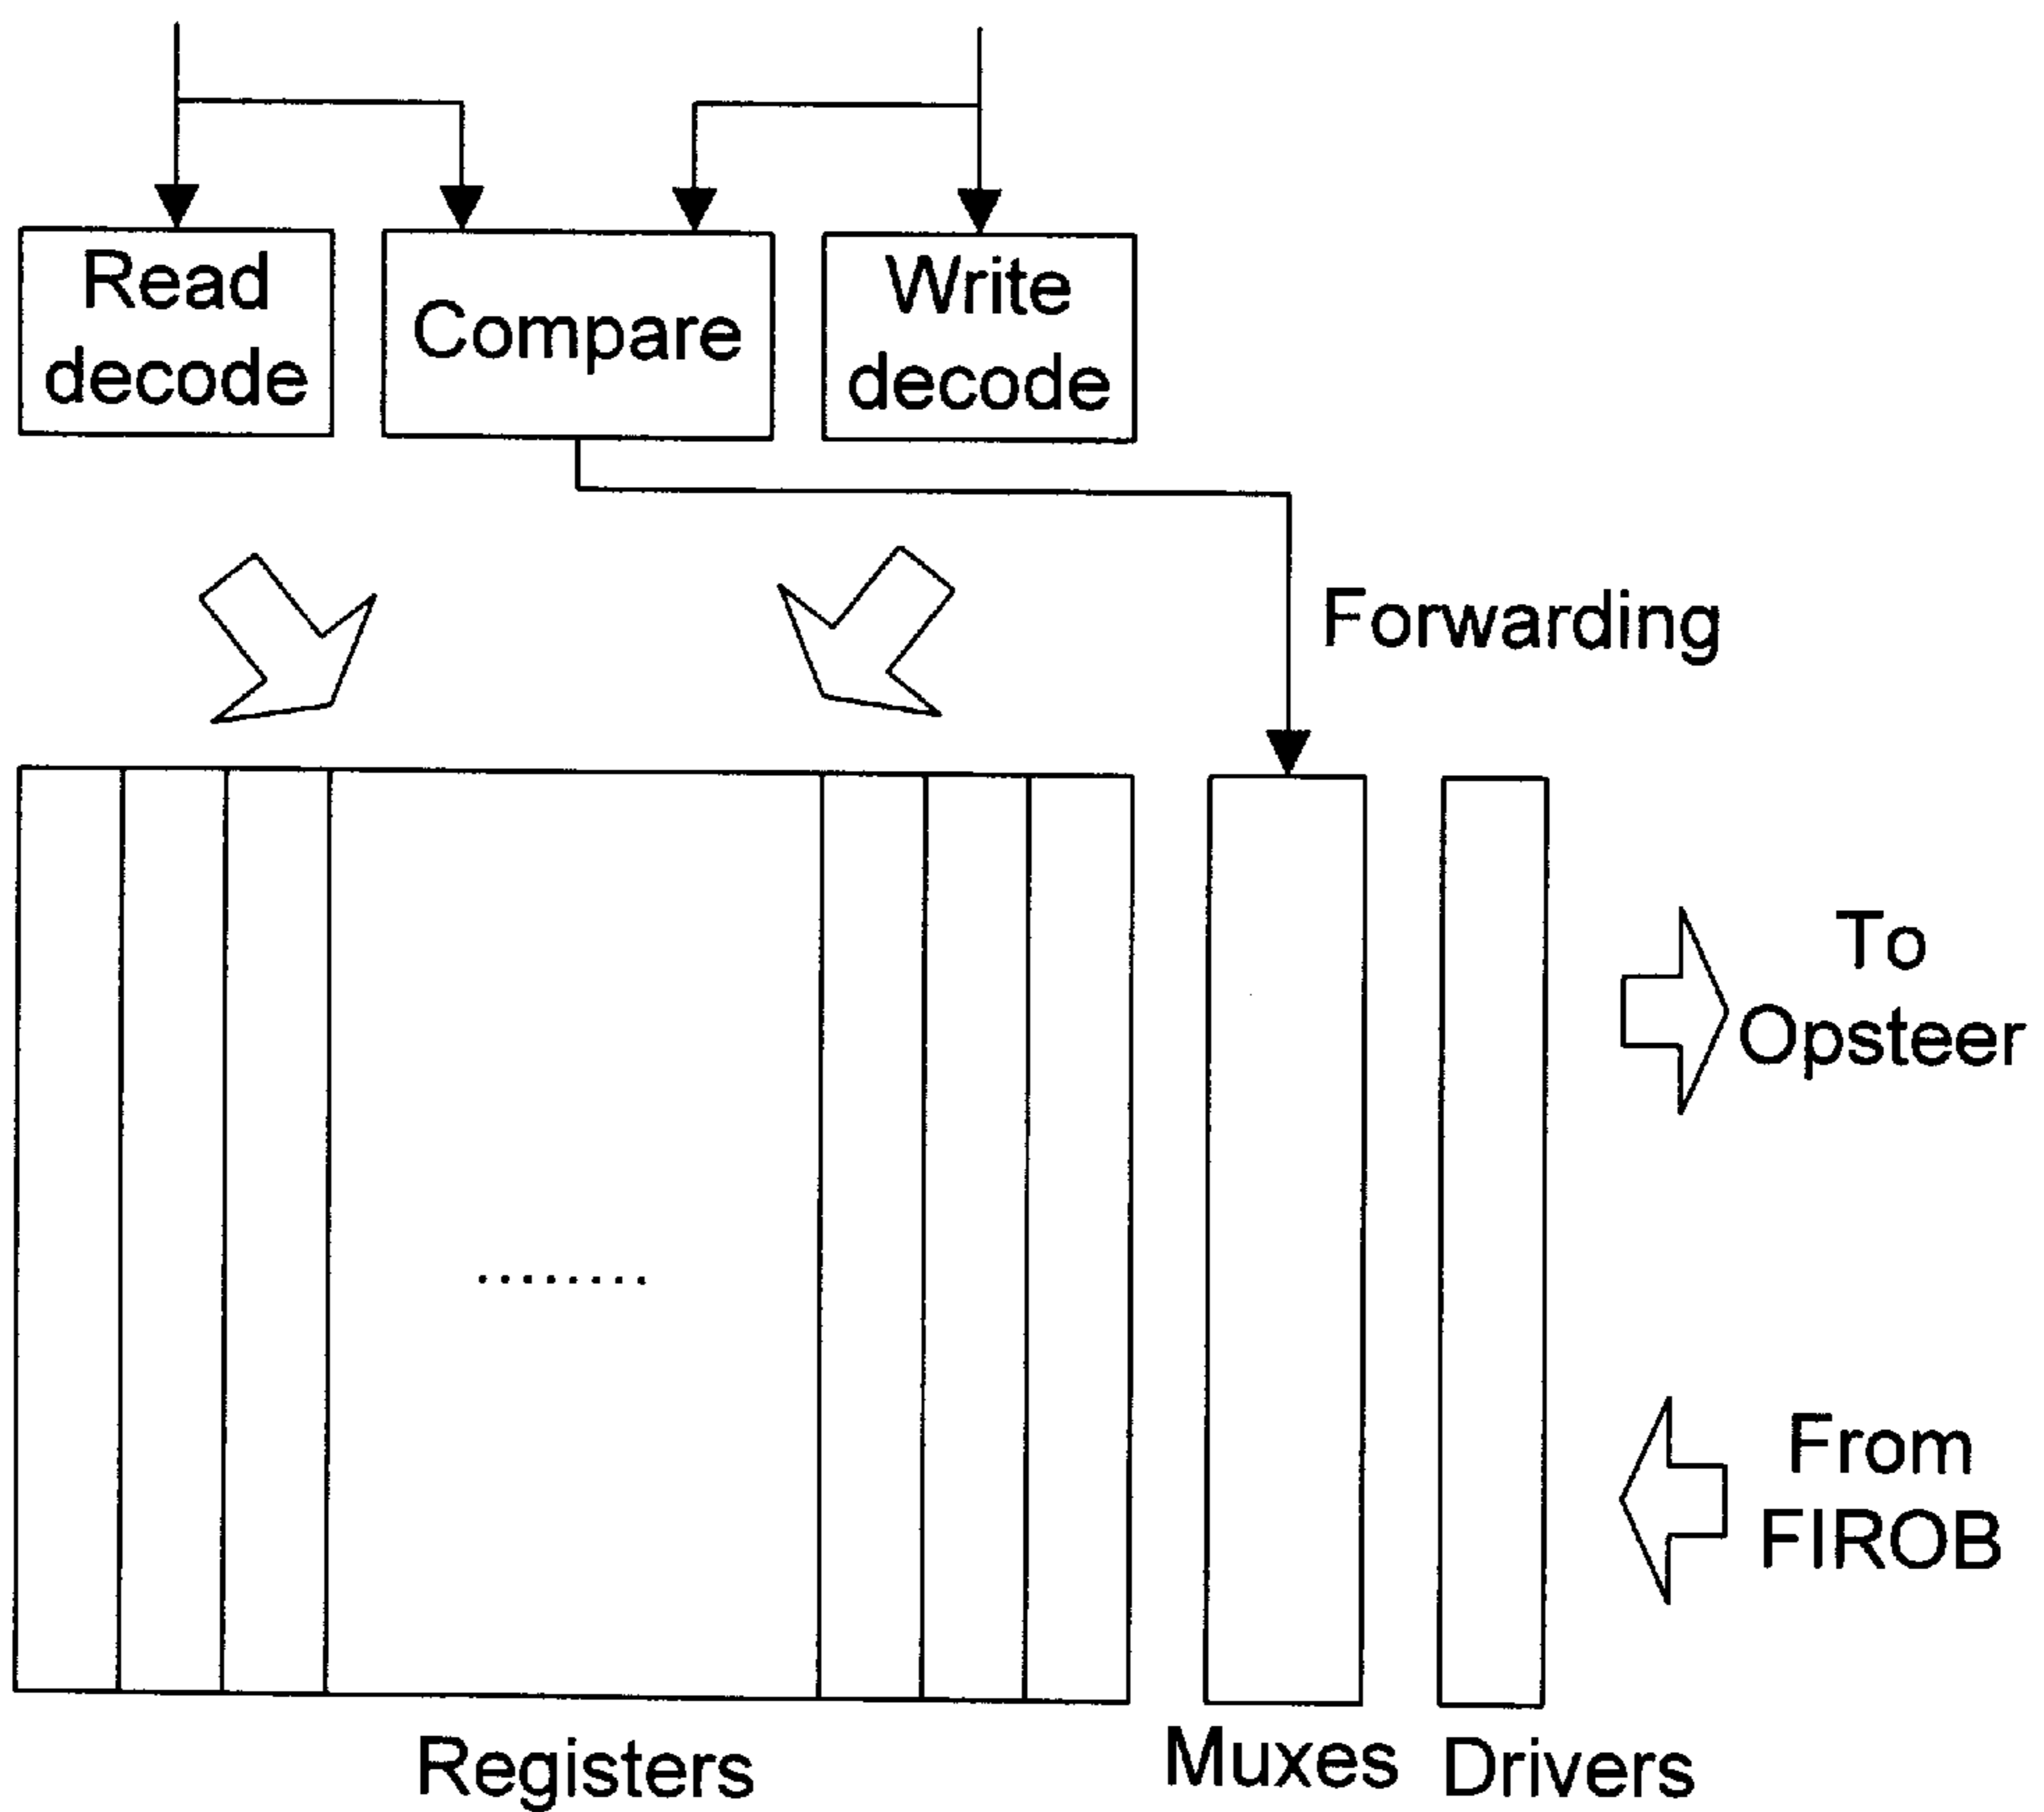 Read
decode
Compare
Write
decode
Forwarding
To
Opsteer
From
FIROB
........
Registers
Muxes
Drivers